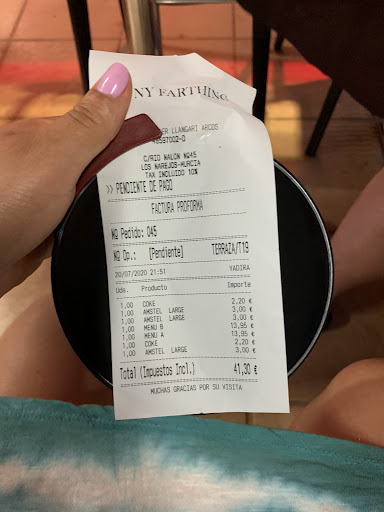 NY FARTHING
ER LLANGARI ARCOS
C/RIO NALON Nº45
LOS NAREJOS-MURCIA
TAX INCLUIDO 10%
>> PENDIENTE DE PAGO
FACTURA PROFORMA
Nº Pedido: 045
Nº Op.: [Pendiente] TERRAZA/T19
20/07/2020 21:51 YADIRA
Uds. Producto Importe
1,00 COKE 2,20 €
1,00 AMSTEL LARGE 3,00 €
1,00 AMSTEL LARGE 3,00 €
1,00 MENU B 13,95 €
1,00 MENU A 13,95 €
1,00 COKE 2,20 €
1,00 AMSTEL LARGE 3,00 €
Total (Impuestos Incl.) 41,30 €
MUCHAS GRACIAS POR SU VISITA